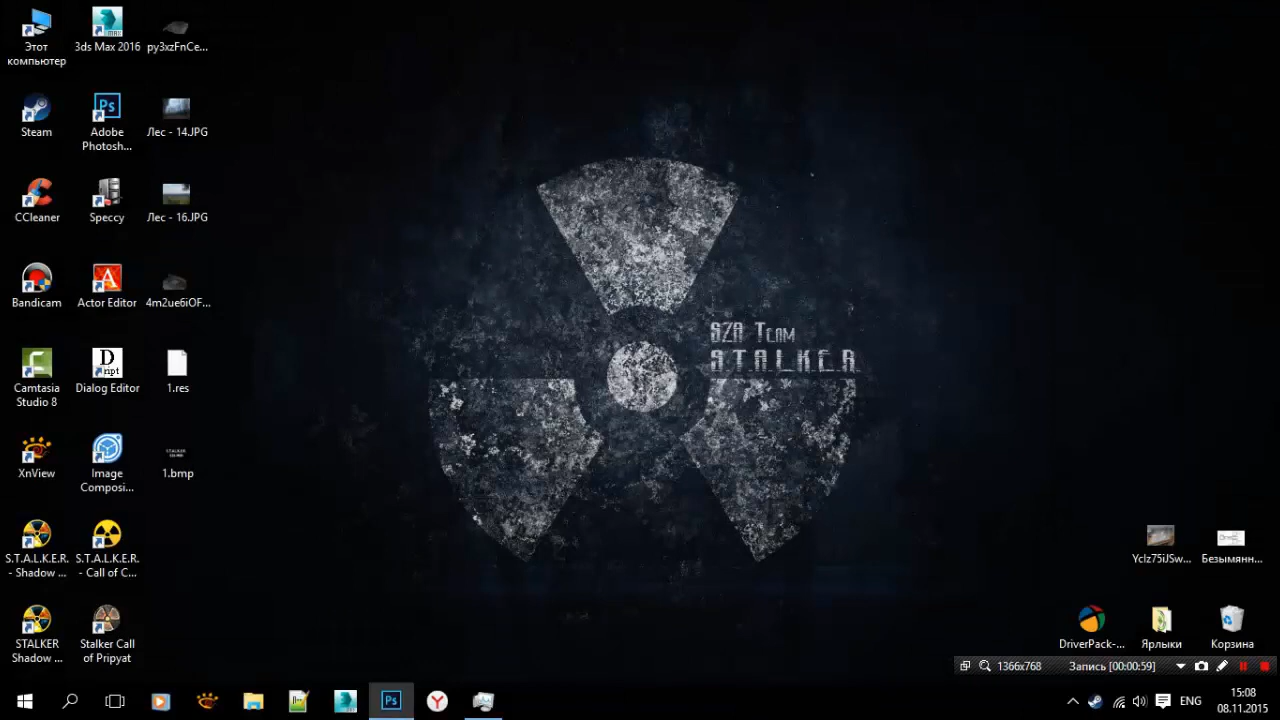 Этот
компьютер
3ds Max 2016
py3xzFnCe...
Steam
Adobe
Photosh...
Лес - 14.JPG
CCleaner
Speccy
Лес - 16.JPG
Bandicam
Actor Editor
4m2ue6iOF...
SZA Team
S.T.A.L.K.E.R.
Camtasia
Studio 8
Dialog Editor
1.res
XnView
Image
Composi...
1.bmp
S.T.A.L.K.E.R.
- Shadow ...
S.T.A.L.K.E.R.
- Call of C...
Yclz75iJSw...
Безымянн...
STALKER
Shadow ...
Stalker Call
of Pripyat
DriverPack-...
Ярлыки
Корзина
1366x768
Запись [00:00:59]
Ps
ENG
15:08
08.11.2015